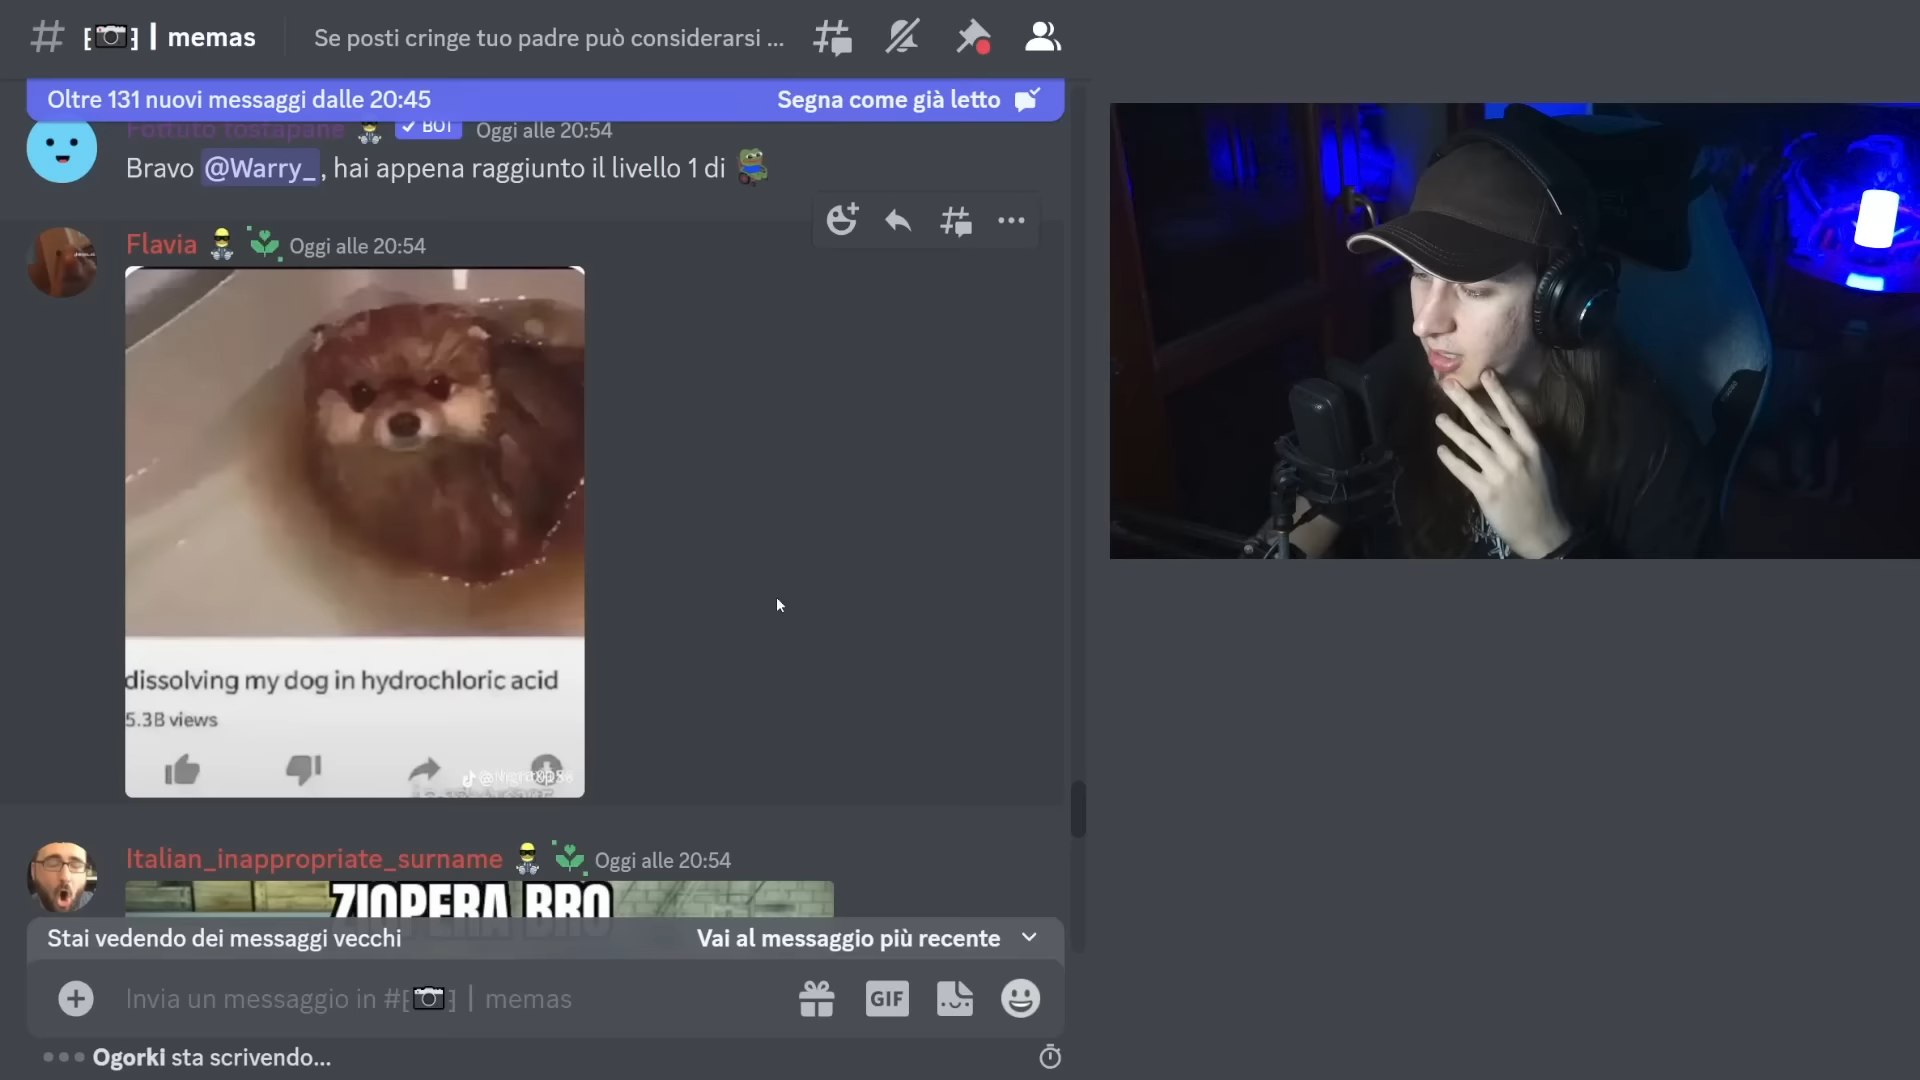 | memas
Se posti cringe tuo padre può considerarsi ...
Oltre 131 nuovi messaggi dalle 20:45
Segna come già letto
Fottuto tostapane BOT Oggi alle 20:54
Bravo @Warry_, hai appena raggiunto il livello 1 di
Flavia Oggi alle 20:54
dissolving my dog in hydrochloric acid
5.3B views
Italian_inappropriate_surname Oggi alle 20:54
ZIOPERA BRO
Stai vedendo dei messaggi vecchi
Vai al messaggio più recente
Invia un messaggio in #[📷] | memas
GIF
Ogorki sta scrivendo...